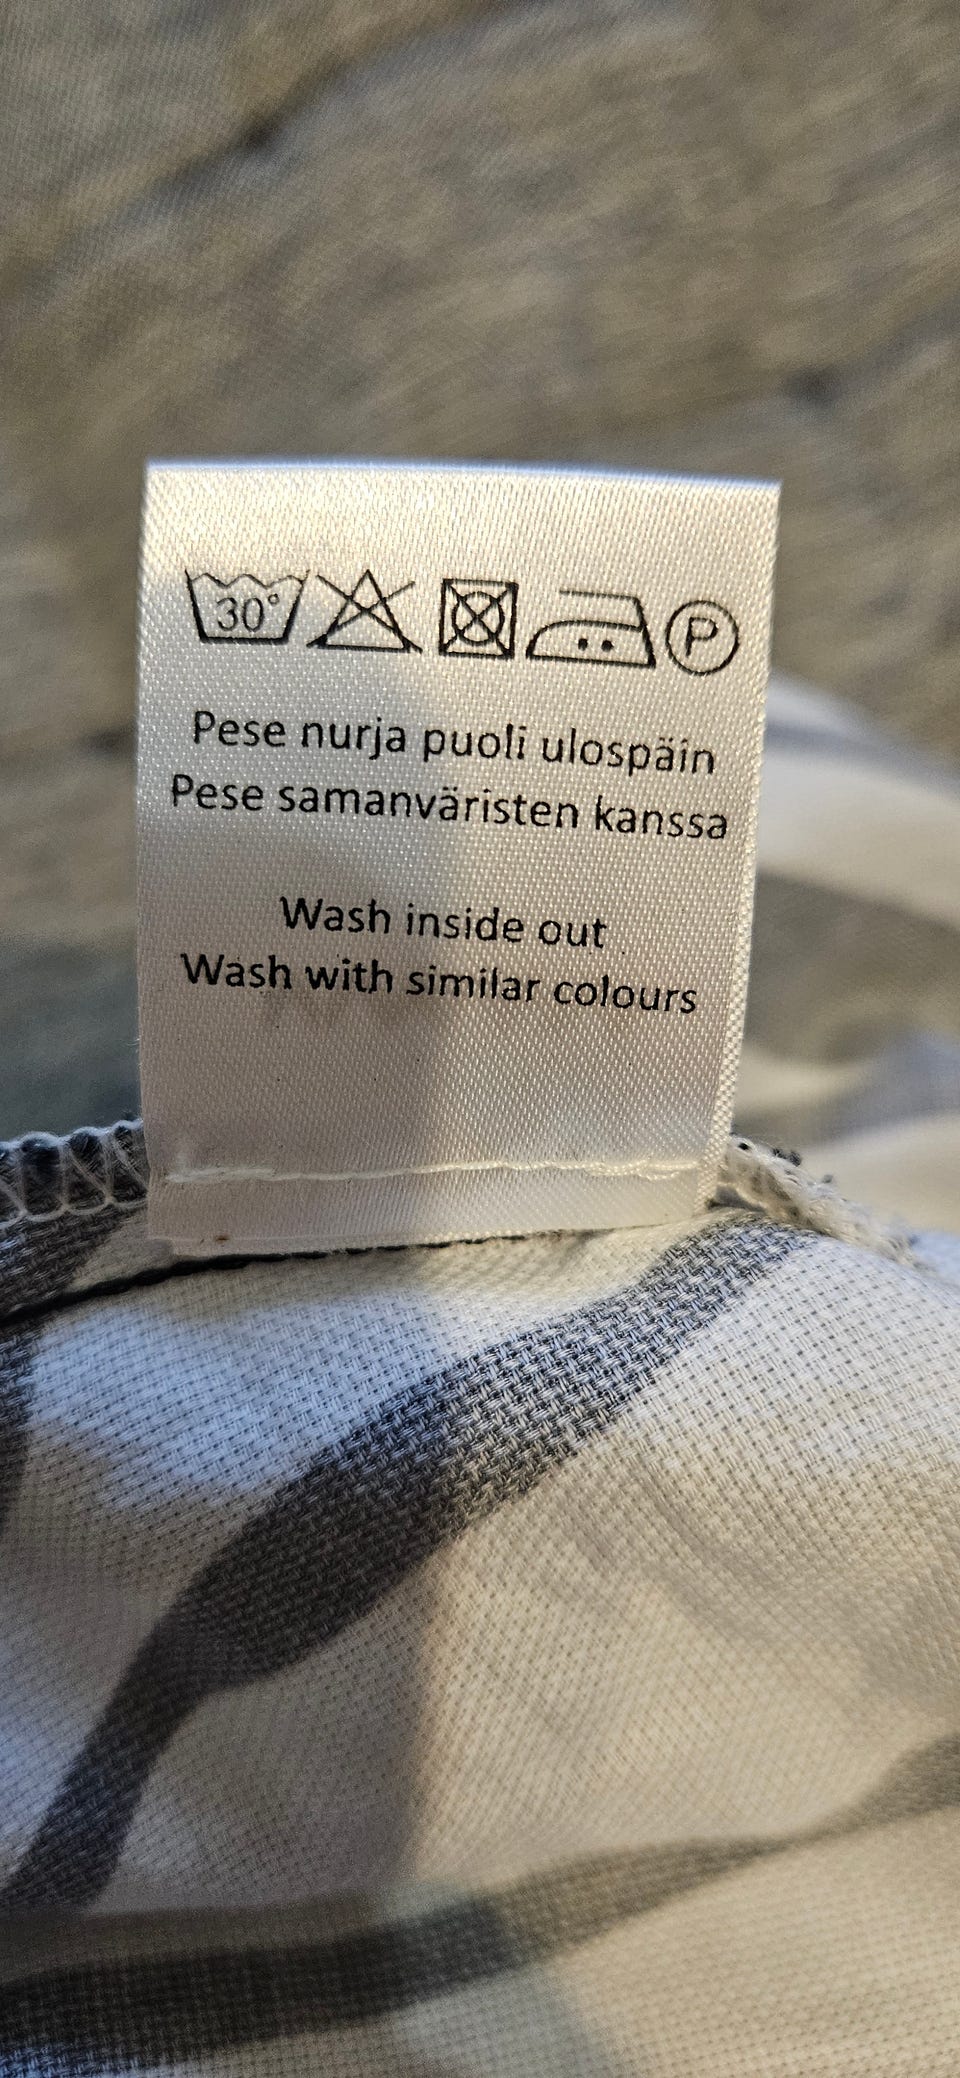 30°
P
Pese nurja puoli ulospäin
Pese samanväristen kanssa
Wash inside out
Wash with similar colours